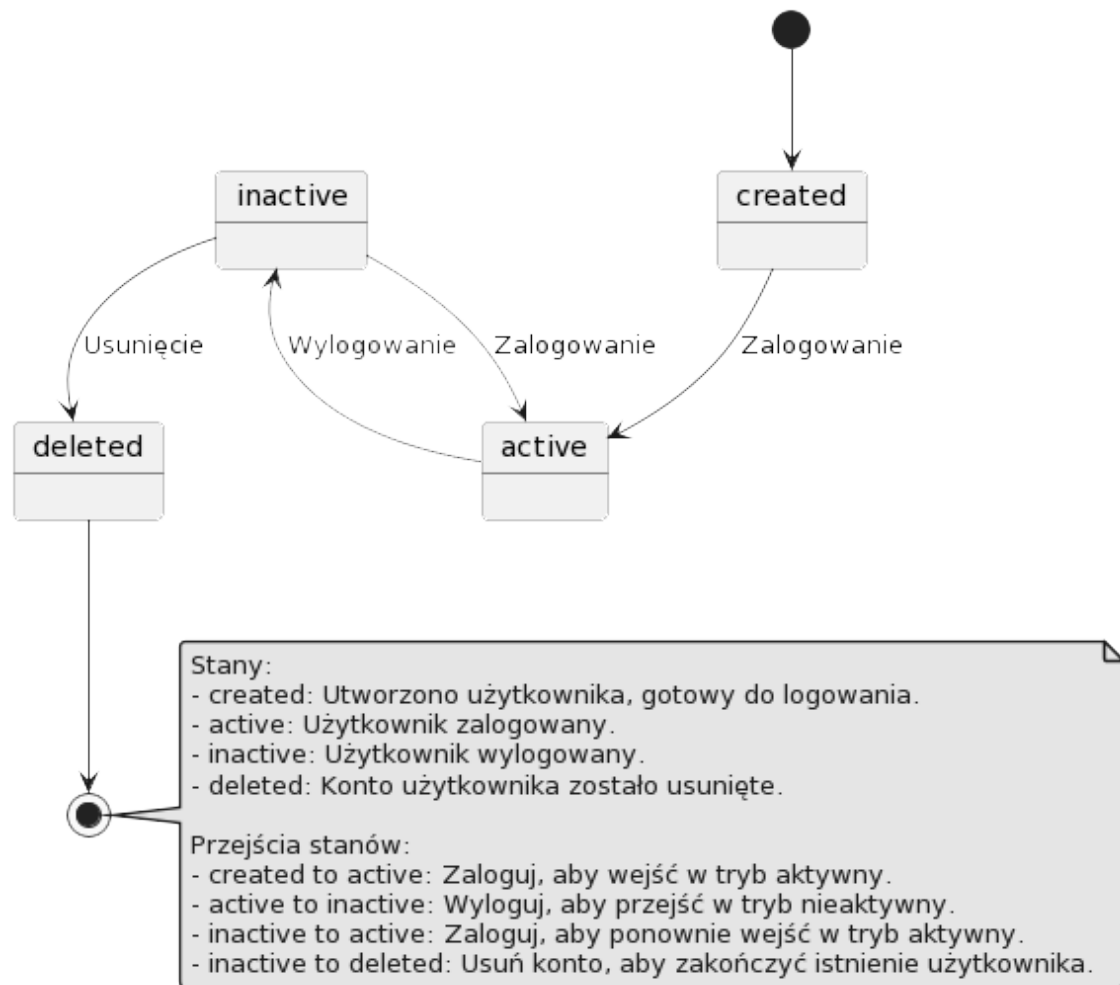 inactive
created
Usunięcie
Wylogowanie
Zalogowanie
Zalogowanie
deleted
active
Stany:
- created: Utworzono użytkownika, gotowy do logowania.
- active: Użytkownik zalogowany.
- inactive: Użytkownik wylogowany.
- deleted: Konto użytkownika zostało usunięte.
Przejścia stanów:
- created to active: Zaloguj, aby wejść w tryb aktywny.
- active to inactive: Wyloguj, aby przejść w tryb nieaktywny.
- inactive to active: Zaloguj, aby ponownie wejść w tryb aktywny.
- inactive to deleted: Usuń konto, aby zakończyć istnienie użytkownika.